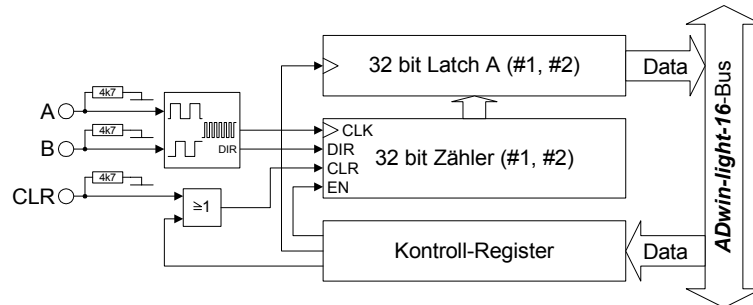 32 bit Latch A (#1, #2)
Data
4k7
A
4k7
B
DIR
4k7
CLR
≥1
CLK
DIR
CLR
EN
32 bit Zähler (#1, #2)
Kontroll-Register
Data
ADwin-light-16-Bus